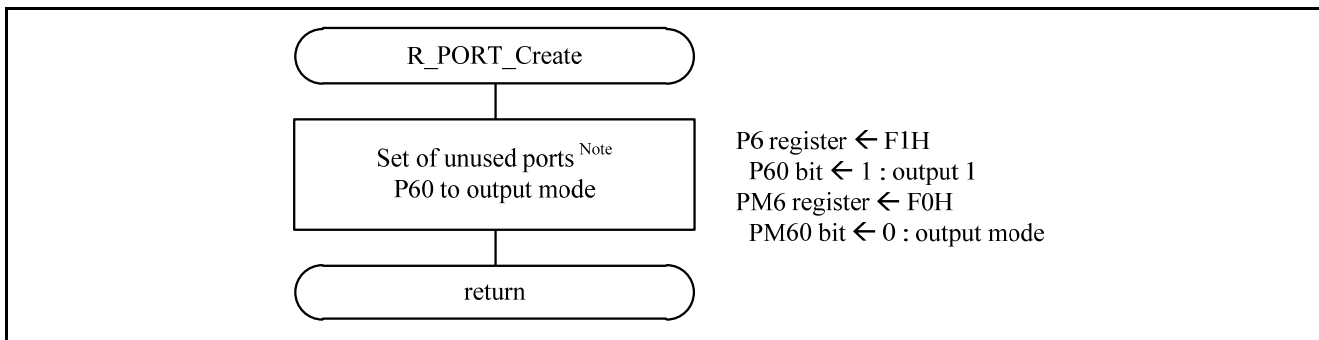 R_PORT_Create
Set of unused ports Note
P60 to output mode
P6 register ← F1H
P60 bit ← 1 : output 1
PM6 register ← F0H
PM60 bit ← 0 : output mode
return